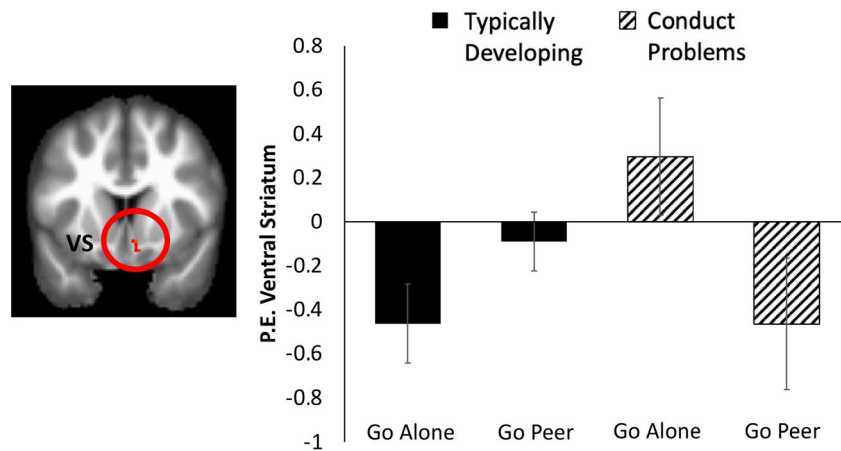 Typically
Developing
Conduct
Problems
VS
P.E. Ventral Striatum
0.8
0.6
0.4
0.2
0
-0.2
-0.4
-0.6
-0.8
-1
Go Alone Go Peer Go Alone Go Peer